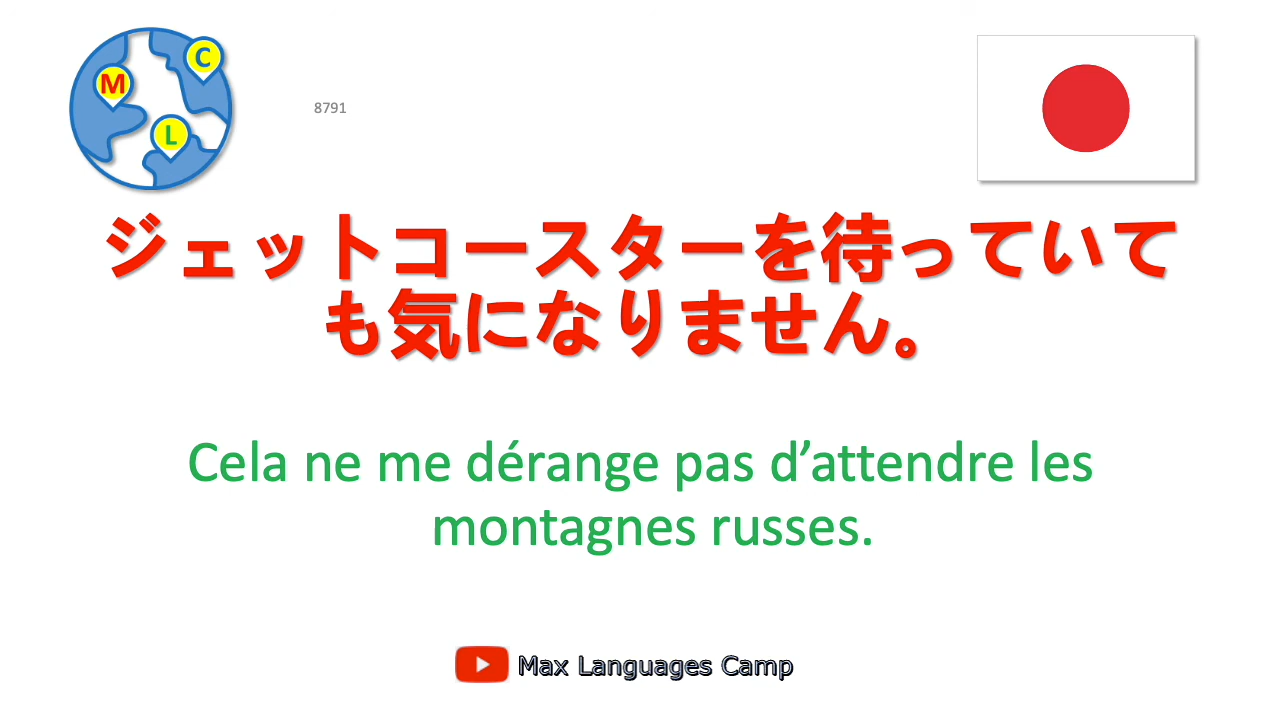 M
C
L
8791
ジェットコースターを待っていて
も気になりません。
Cela ne me dérange pas d’attendre les
montagnes russes.
Max Languages Camp